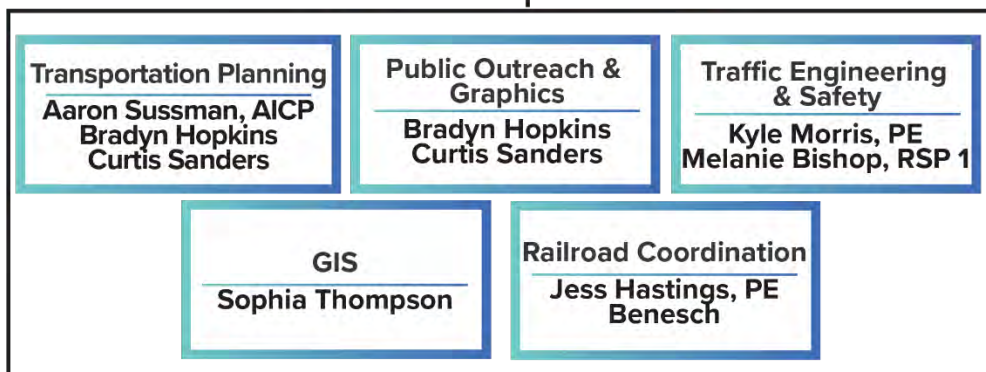 Transportation Planning
Aaron Sussman, AICP
Bradyn Hopkins
Curtis Sanders
Public Outreach &
Graphics
Bradyn Hopkins
Curtis Sanders
Traffic Engineering
& Safety
Kyle Morris, PE
Melanie Bishop, RSP 1
GIS
Sophia Thompson
Railroad Coordination
Jess Hastings, PE
Benesch